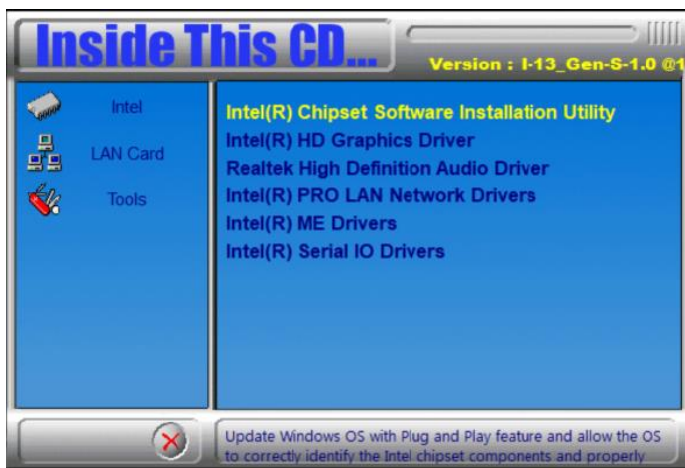 Inside This CD...
Version : I-13_Gen-S-1.0 @1
Intel
LAN Card
Tools
Intel(R) Chipset Software Installation Utility
Intel(R) HD Graphics Driver
Realtek High Definition Audio Driver
Intel(R) PRO LAN Network Drivers
Intel(R) ME Drivers
Intel(R) Serial IO Drivers
Update Windows OS with Plug and Play feature and allow the OS
to correctly identify the Intel chipset components and properly